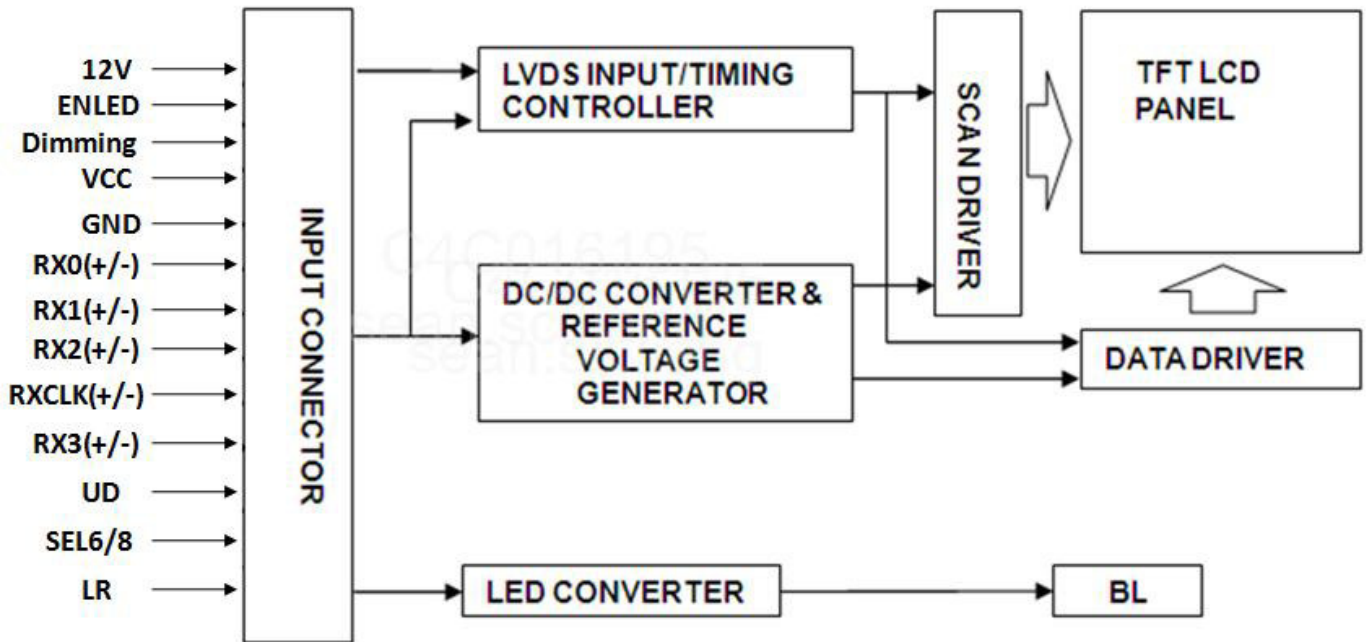 12V
ENLED
Dimming
VCC
GND
RX0(+/-)
RX1(+/-)
RX2(+/-)
RXCLK(+/-)
RX3(+/-)
UD
SEL6/8
LR
INPUT CONNECTOR
LVDS INPUT/TIMING
CONTROLLER
DC/DC CONVERTER &
REFERENCE
VOLTAGE
GENERATOR
LED CONVERTER
SCAN DRIVER
TFT LCD
PANEL
DATA DRIVER
BL
C4C016195